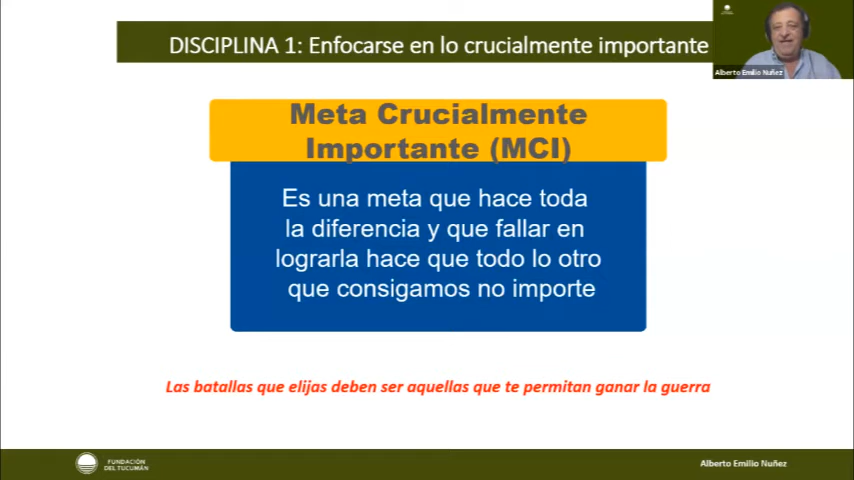 DISCIPLINA 1: Enfocarse en lo crucialmente importante
Alberto Emilio Nuñez
Meta Crucialmente
Importante (MCI)
Es una meta que hace toda
la diferencia y que fallar en
lograrla hace que todo lo otro
que consigamos no importe
Las batallas que elijas deben ser aquellas que te permitan ganar la guerra
FUNDACIÓN
DEL TUCUMÁN
Alberto Emilio Nuñez